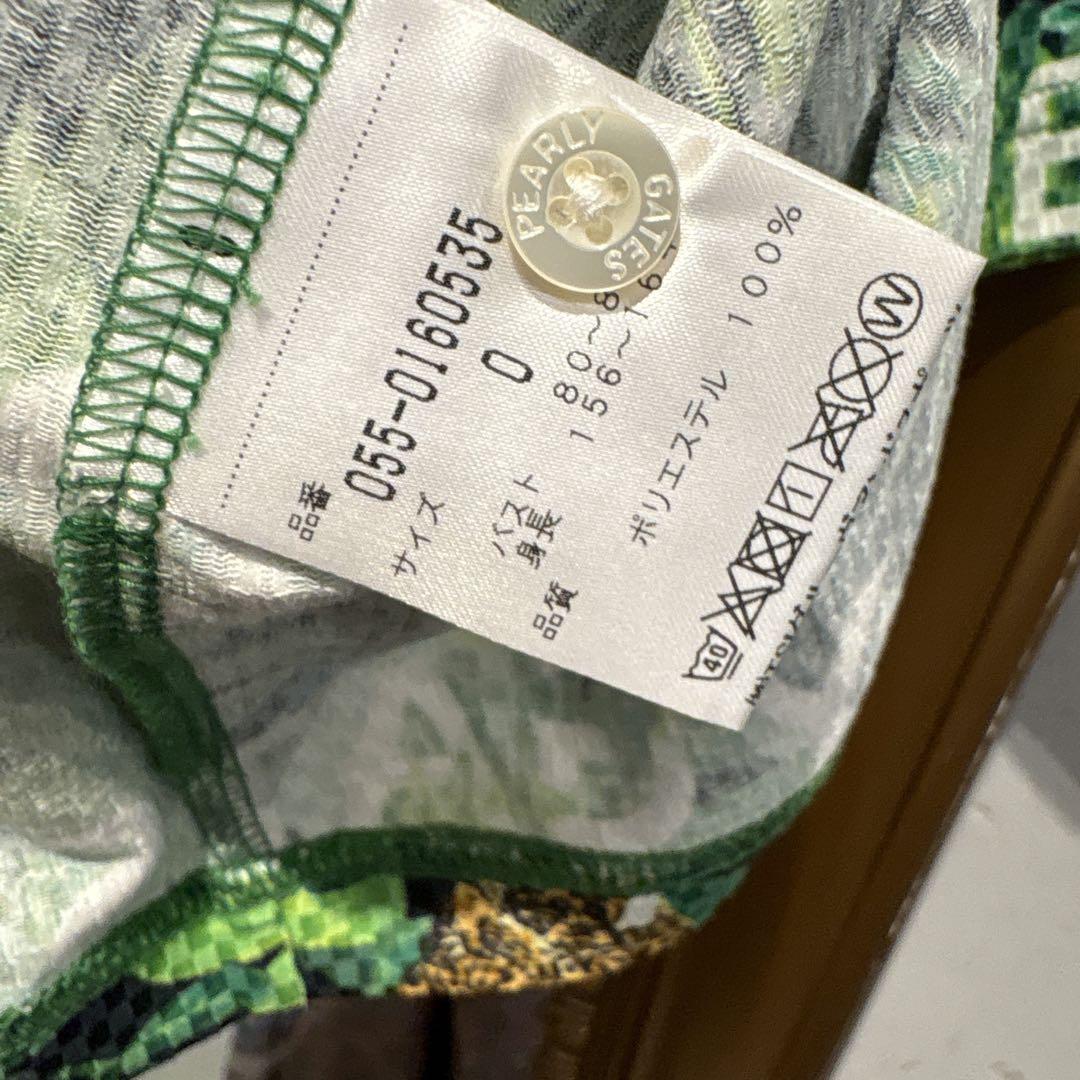 PEARLY GATES
品番 055-0160535
サイズ 0
バスト 80～8
身長 156～16
品質
ポリエステル 100%
40
W